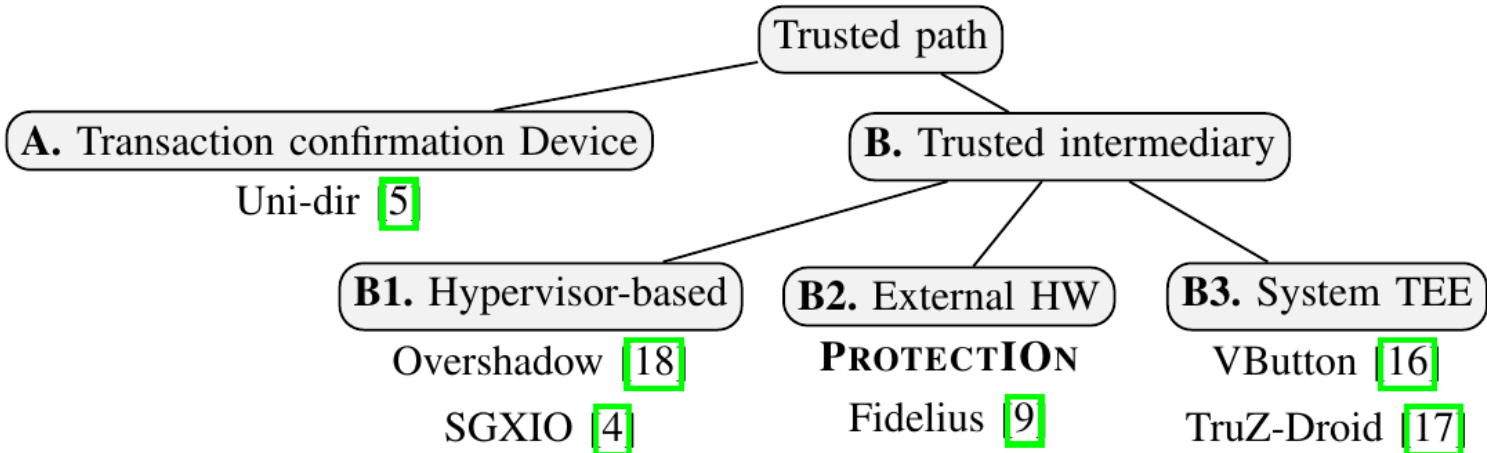 Trusted path
A. Transaction confirmation Device
Uni-dir [5]
B. Trusted intermediary
B1. Hypervisor-based
Overshadow [18]
SGXIO [4]
B2. External HW
PROTECTION
Fidelius [9]
B3. System TEE
VButton [16]
TruZ-Droid [17]